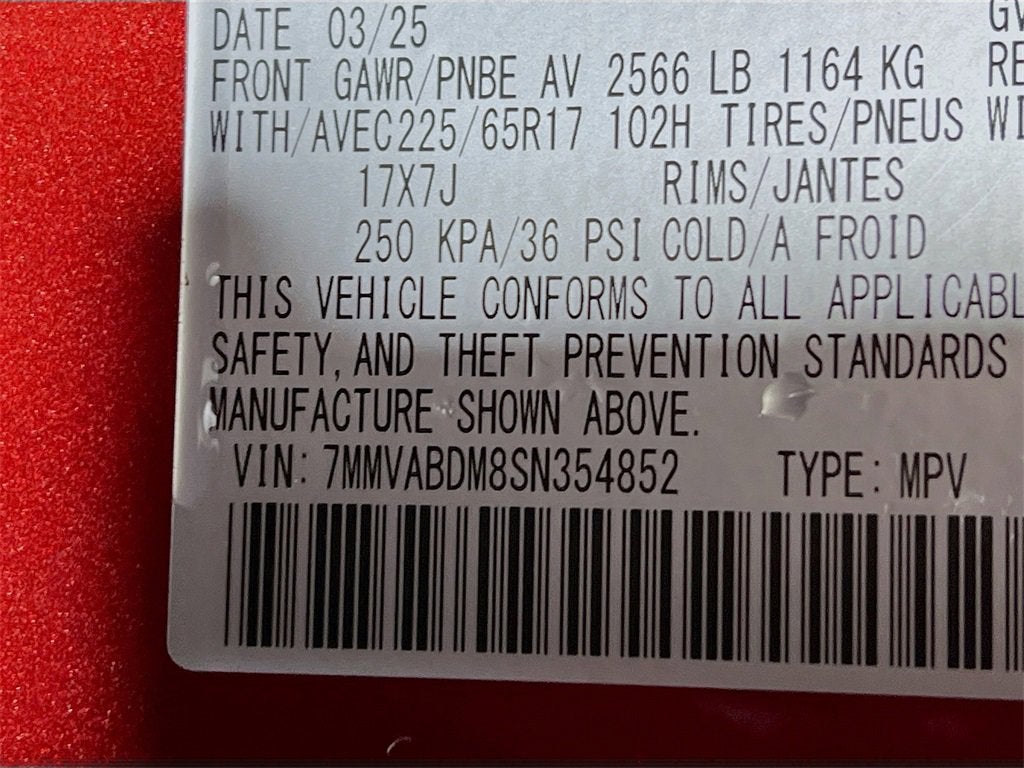 DATE 03/25
FRONT GAWR/PNBE AV 2566 LB 1164 KG
WITH/AVEC225/65R17 102H TIRES/PNEUS
17X7J RIMS/JANTES
250 KPA/36 PSI COLD/A FROID
THIS VEHICLE CONFORMS TO ALL
SAFETY, AND THEFT PREVENTION STANDARDS
MANUFACTURE SHOWN ABOVE.
VIN: 7MMVABDM8SN354852 TYPE: MPV